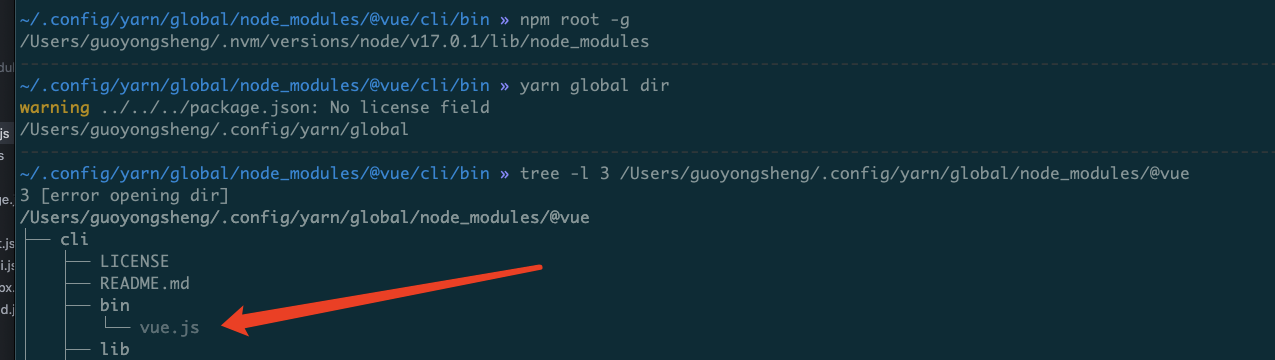 ~/.config/yarn/global/node_modules/@vue/cli/bin » npm root -g
/Users/guoyongsheng/.nvm/versions/node/v17.0.1/lib/node_modules
~/.config/yarn/global/node_modules/@vue/cli/bin » yarn global dir
warning ../../../package.json: No license field
/Users/guoyongsheng/.config/yarn/global
~/.config/yarn/global/node_modules/@vue/cli/bin » tree -l 3 /Users/guoyongsheng/.config/yarn/global/node_modules/@vue
3 [error opening dir]
/Users/guoyongsheng/.config/yarn/global/node_modules/@vue
├── cli
│   ├── LICENSE
│   ├── README.md
│   ├── bin
│   │   └── vue.js
│   ├── lib